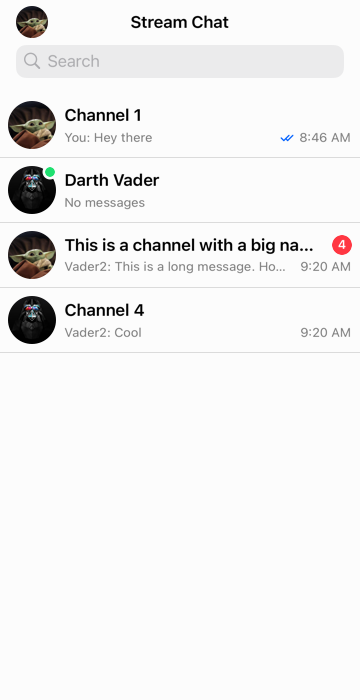 Stream Chat
Search
Channel 1
You: Hey there 8:46 AM
Darth Vader
No messages
This is a channel with a big na... 4
Vader2: This is a long message. Ho... 9:20 AM
Channel 4
Vader2: Cool 9:20 AM